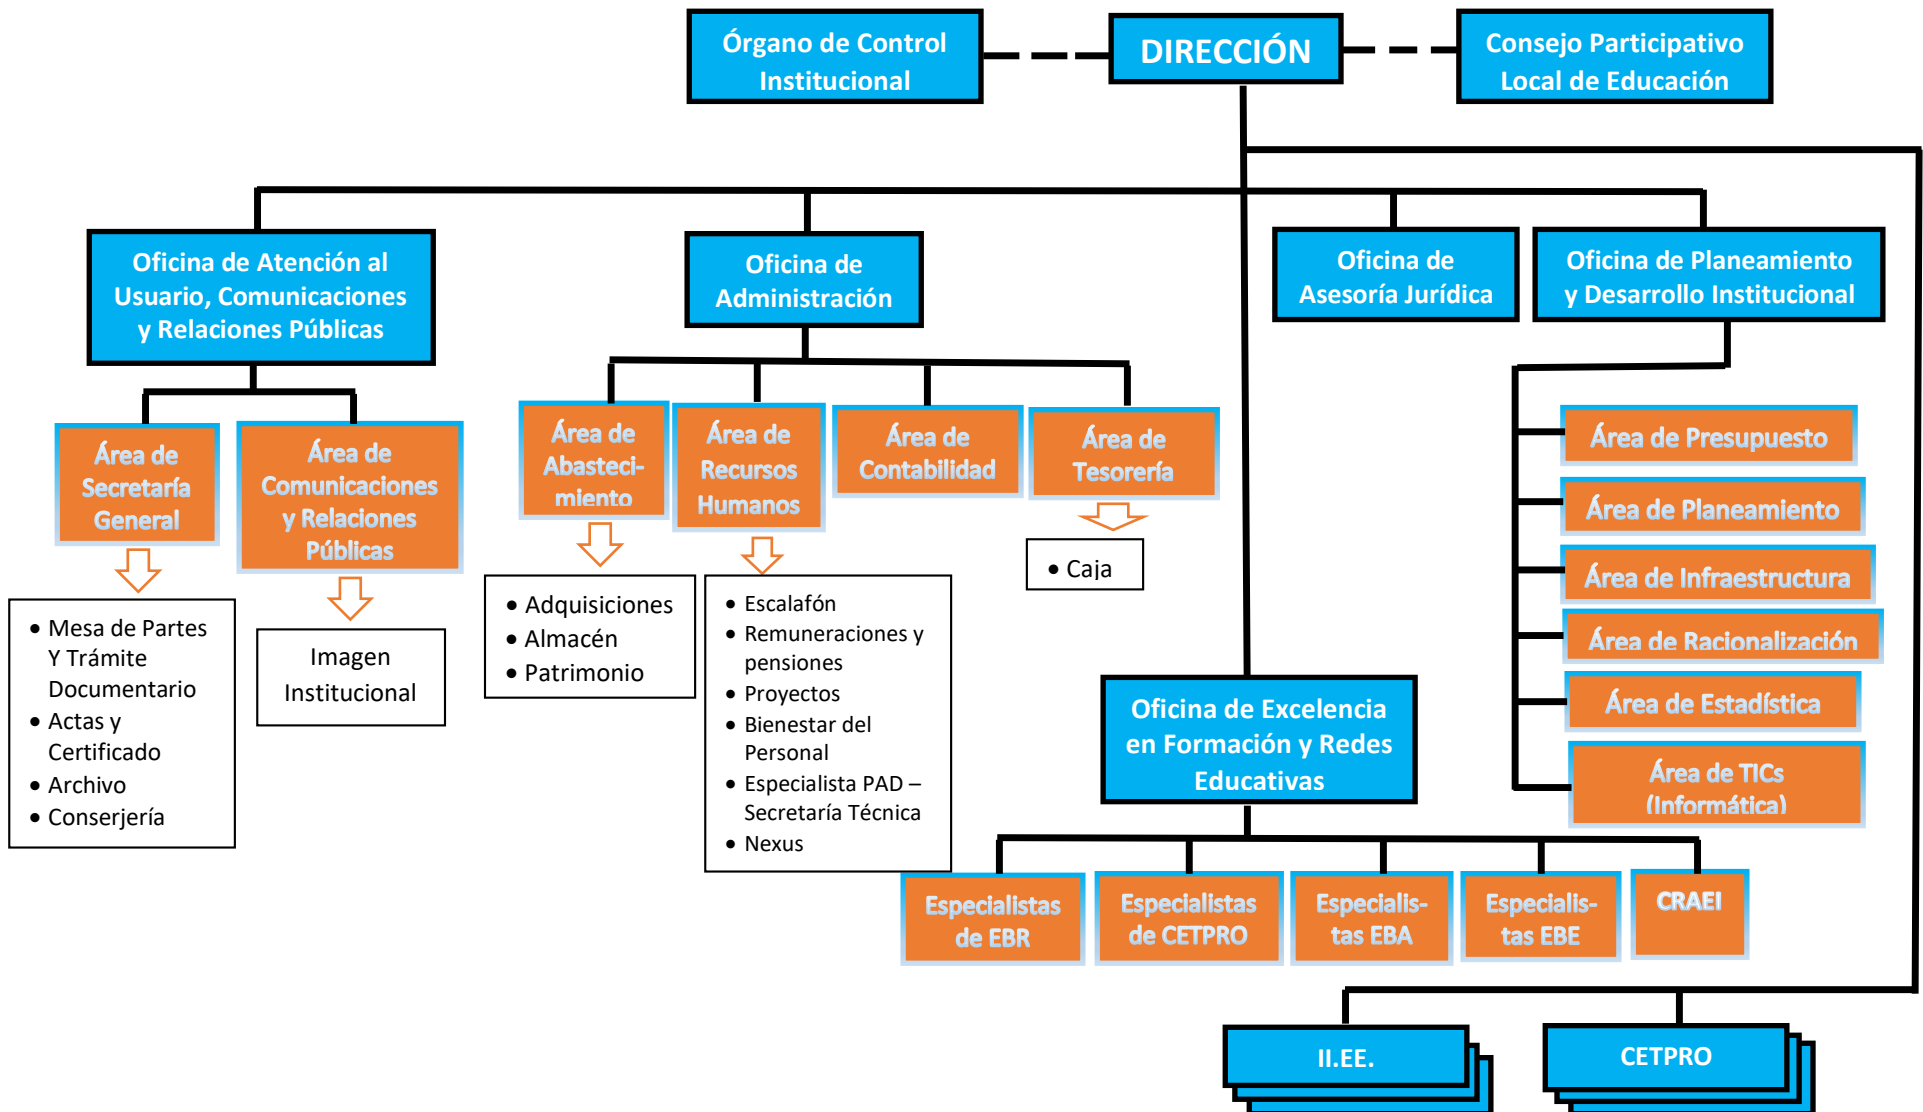 Órgano de Control
Institucional
DIRECCIÓN
Consejo Participativo
Local de Educación
Oficina de Atención al
Usuario, Comunicaciones
y Relaciones Públicas
Oficina de
Administración
Oficina de
Asesoría Jurídica
Oficina de Planeamiento
y Desarrollo Institucional
Área de
Secretaría
General
Área de
Comunicaciones
y Relaciones
Públicas
Área de
Abasteci-
miento
Área de
Recursos
Humanos
Área de
Contabilidad
Área de
Tesorería
Área de Presupuesto
Área de Planeamiento
Área de Infraestructura
Área de Racionalización
Área de Estadística
Área de TICs
(Informática)
• Mesa de Partes
Y Trámite
Documentario
• Actas y
Certificado
• Archivo
• Conserjería
Imagen
Institucional
• Adquisiciones
• Almacén
• Patrimonio
• Escalafón
• Remuneraciones y
pensiones
• Proyectos
• Bienestar del
Personal
• Especialista PAD –
Secretaría Técnica
• Nexus
• Caja
Oficina de Excelencia
en Formación y Redes
Educativas
Especialistas
de EBR
Especialistas
de CETPRO
Especialis-
tas EBA
Especialis-
tas EBE
CRAEI
II.EE.
CETPRO